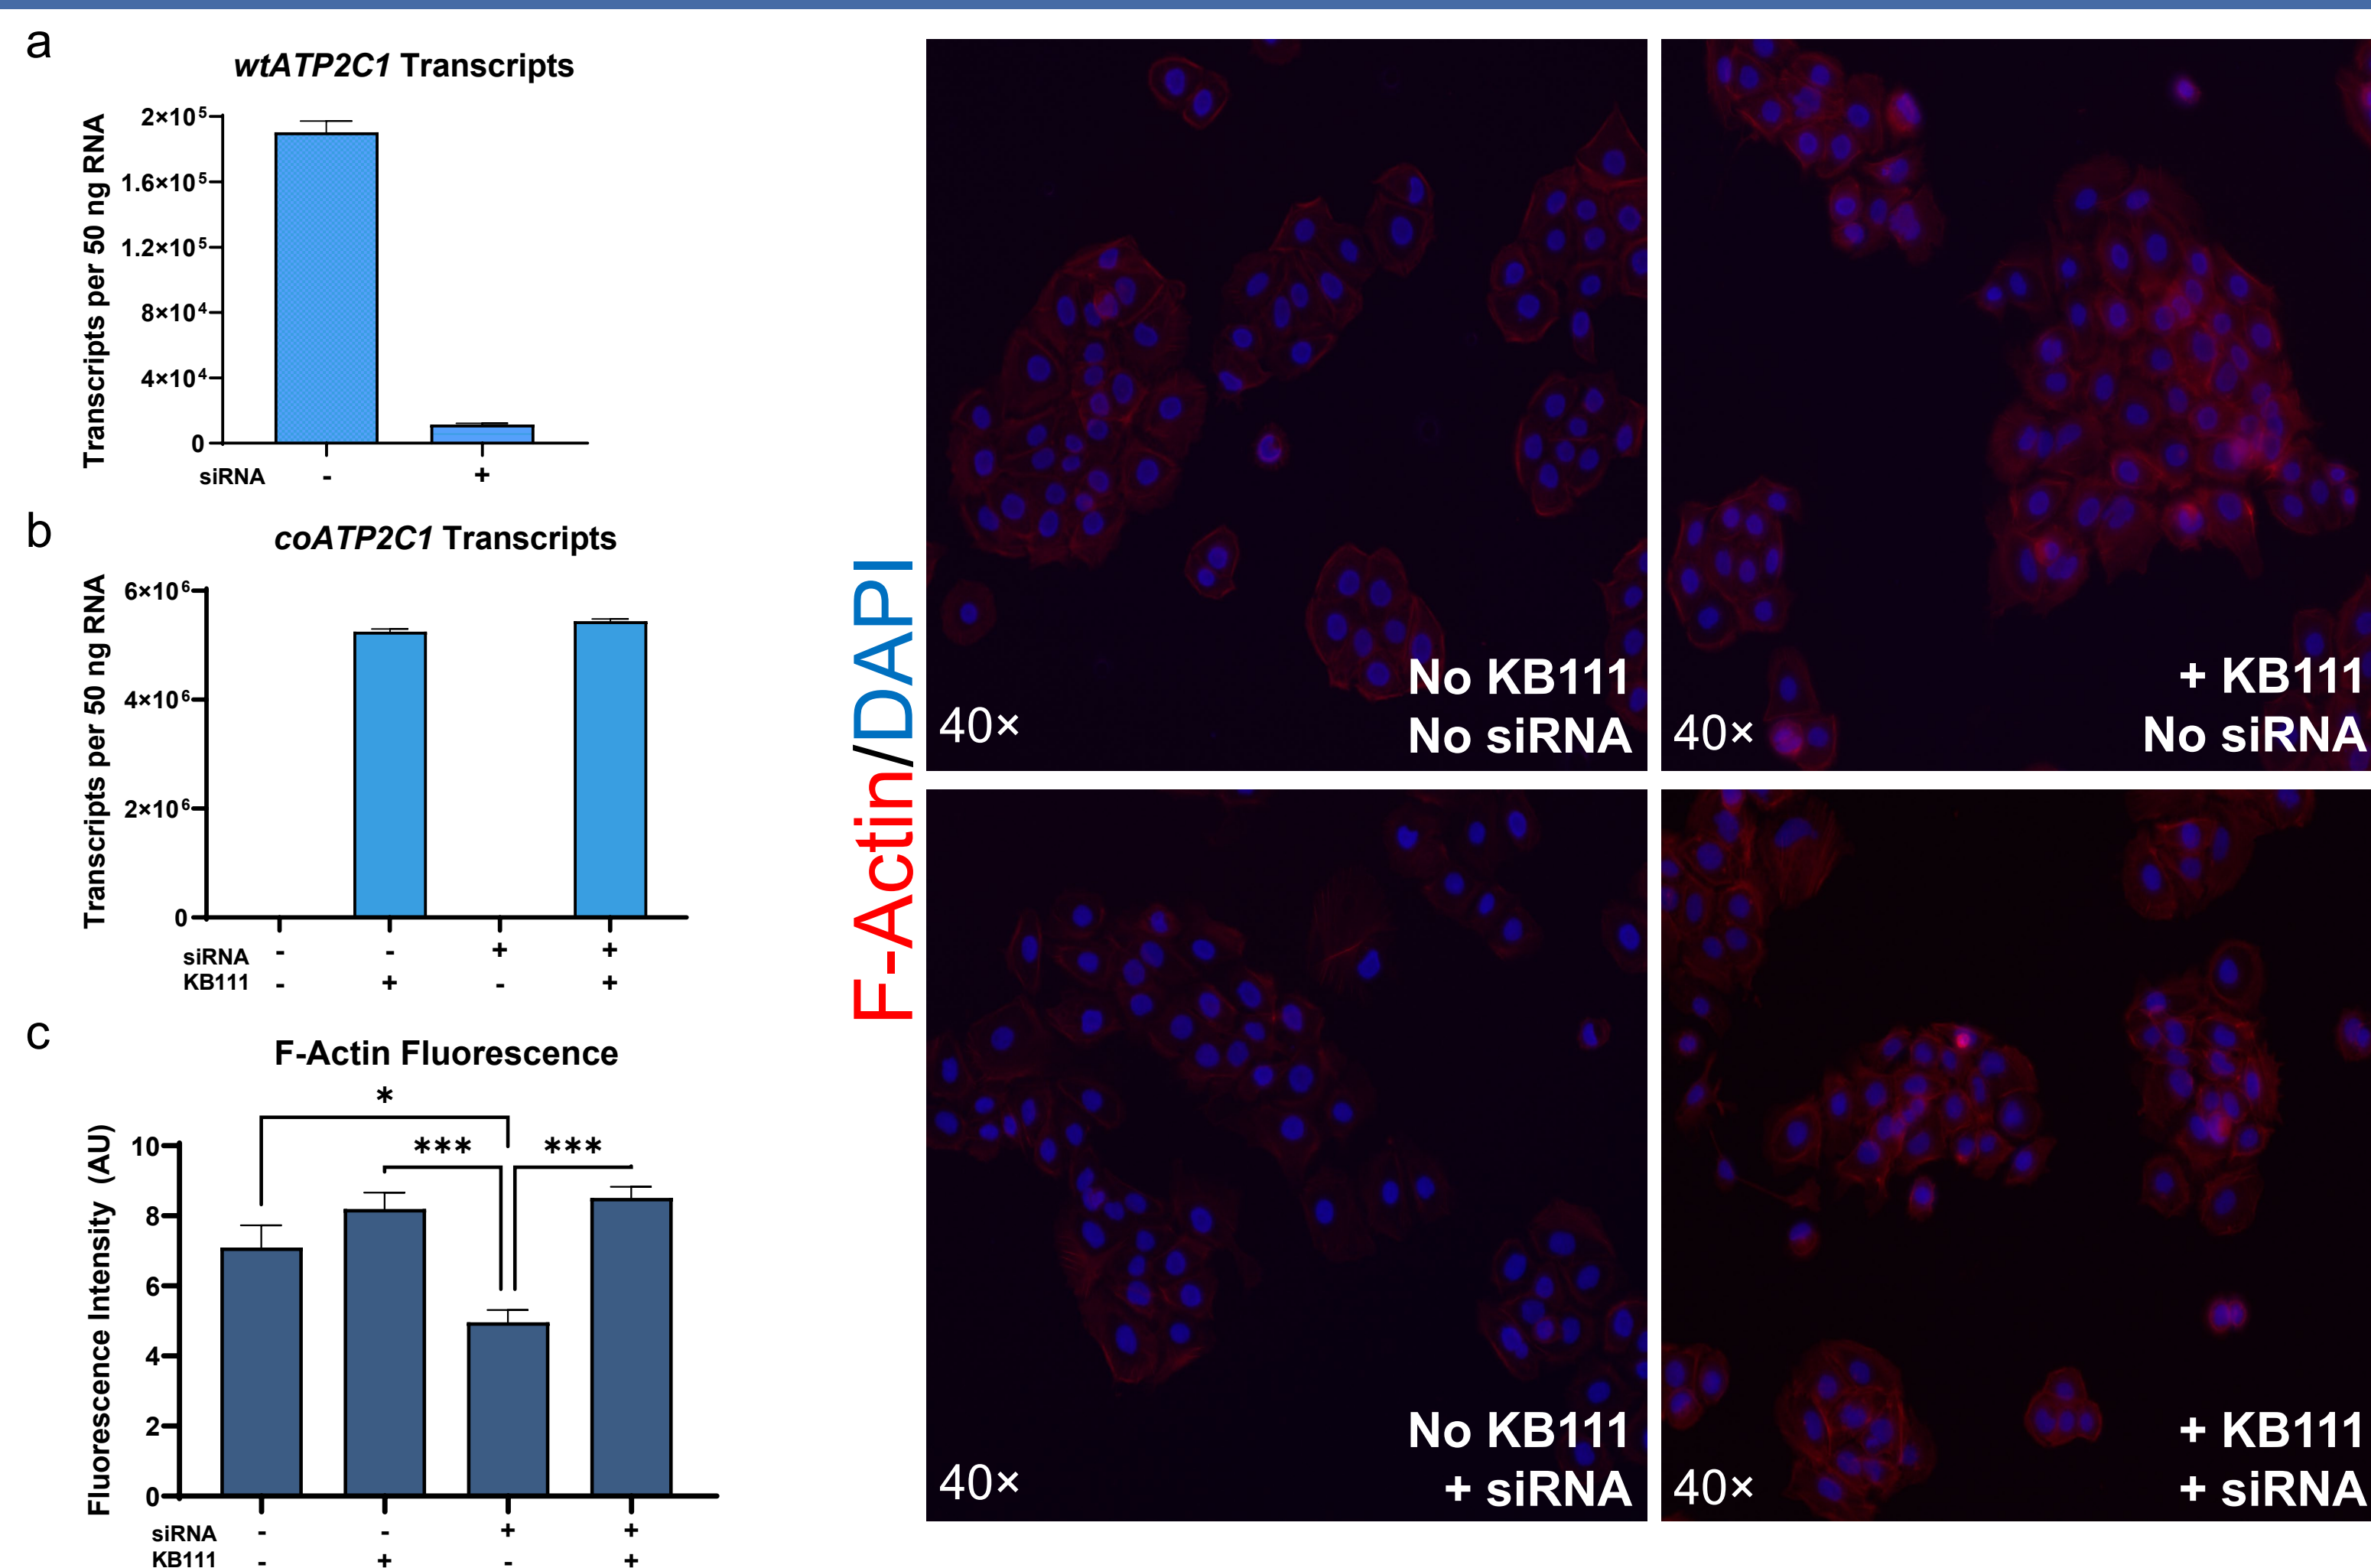 a
wtATP2C1 Transcripts
Transcripts per 50 ng RNA
2×10⁵
1.6×10⁵
1.2×10⁵
8×10⁴
4×10⁴
0
siRNA - +
b
coATP2C1 Transcripts
Transcripts per 50 ng RNA
6×10⁶
4×10⁶
2×10⁶
0
siRNA - - + +
KB111 - + - +
c
F-Actin Fluorescence
Fluorescence Intensity (AU)
*
*** ***
10
8
6
4
2
0
siRNA - - + +
KB111 - + - +
F-Actin/DAPI
No KB111
No siRNA
40×
+ KB111
No siRNA
40×
No KB111
+ siRNA
40×
+ KB111
+ siRNA
40×